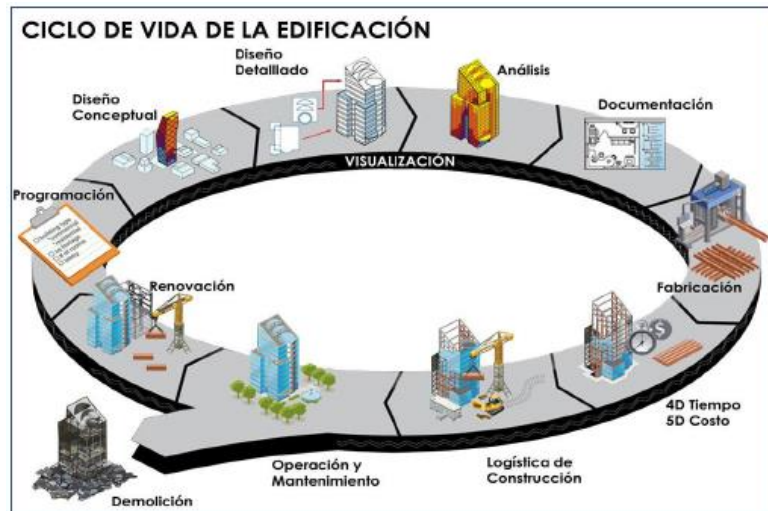 CICLO DE VIDA DE LA EDIFICACIÓN
Diseño
Detalllado
Análisis
Diseño
Conceptual
Documentación
VISUALIZACIÓN
Programación
Renovación
Fabricación
4D Tiempo
5D Costo
Operación y
Mantenimiento
Logística de
Construcción
Demolición